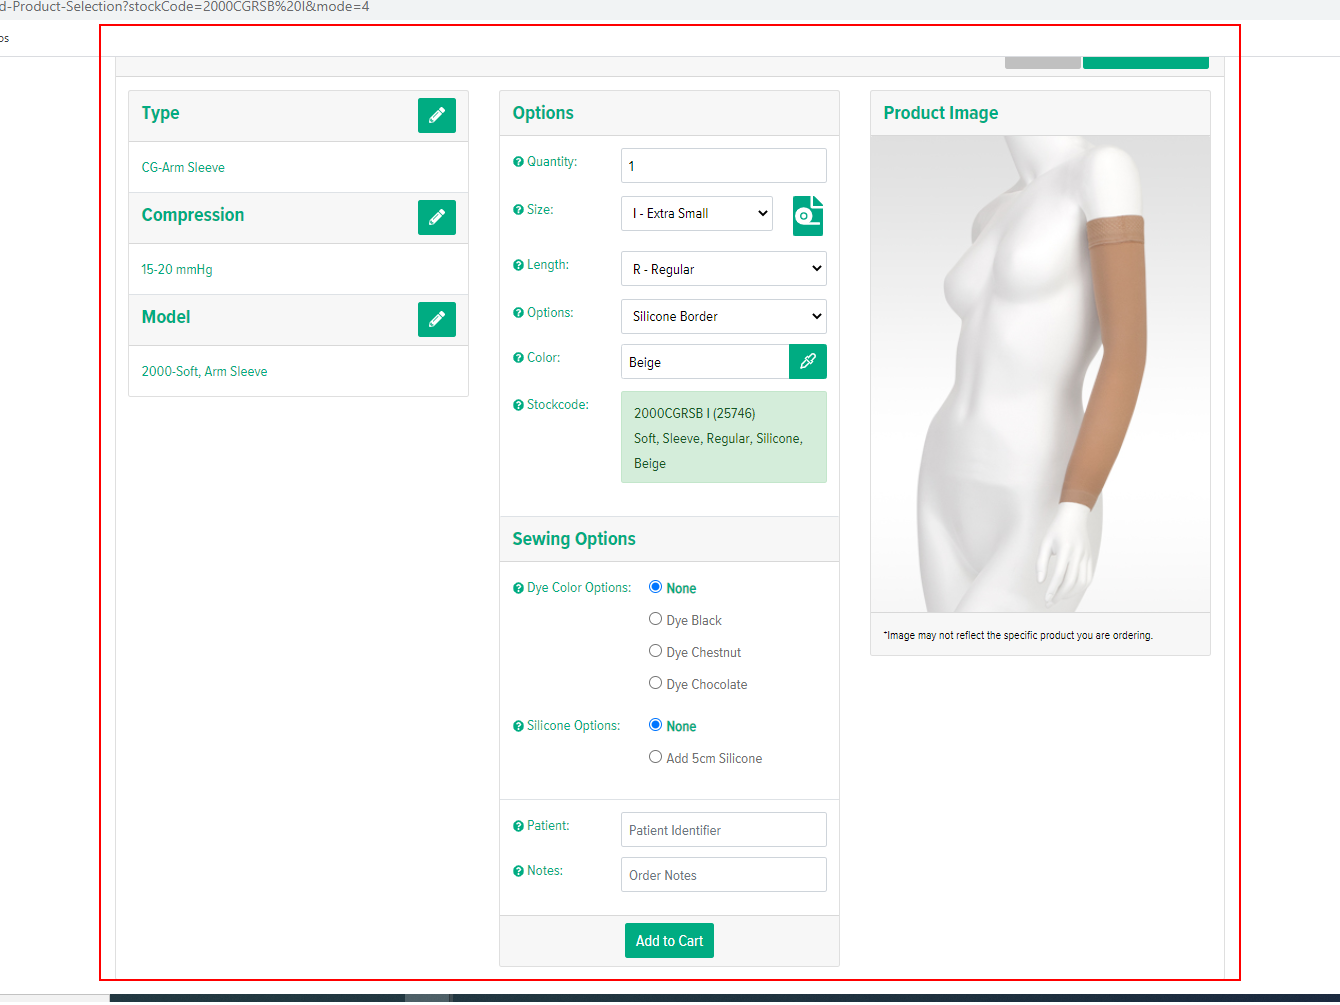 d-Product-Selection?stockCode=2000CGRSB%20I&mode=4
os
Type
CG-Arm Sleeve
Compression
15-20 mmHg
Model
2000-Soft, Arm Sleeve
Options
Quantity:
1
Size:
I - Extra Small
Length:
R - Regular
Options:
Silicone Border
Color:
Beige
Stockcode:
2000CGRSB I (25746)
Soft, Sleeve, Regular, Silicone,
Beige
Sewing Options
Dye Color Options:
None
Dye Black
Dye Chestnut
Dye Chocolate
Silicone Options:
None
Add 5cm Silicone
Patient:
Patient Identifier
Notes:
Order Notes
Add to Cart
Product Image
*Image may not reflect the specific product you are ordering.